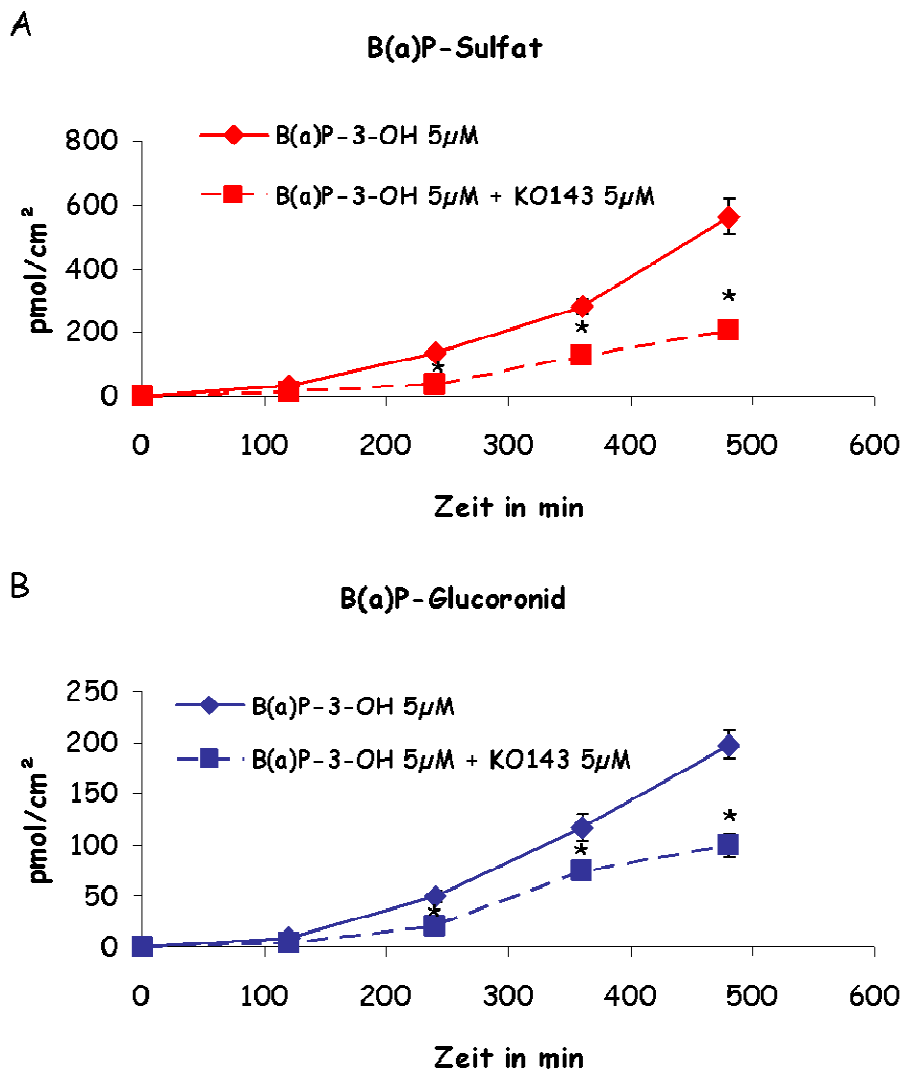 A
B(a)P-Sulfat
800
600
400
200
0
pmol/cm²
B(a)P-3-OH 5µM
B(a)P-3-OH 5µM + KO143 5µM
*
*
*
0 100 200 300 400 500 600
Zeit in min
B
B(a)P-Glucoronid
250
200
150
100
50
0
pmol/cm²
B(a)P-3-OH 5µM
B(a)P-3-OH 5µM + KO143 5µM
*
*
*
0 100 200 300 400 500 600
Zeit in min